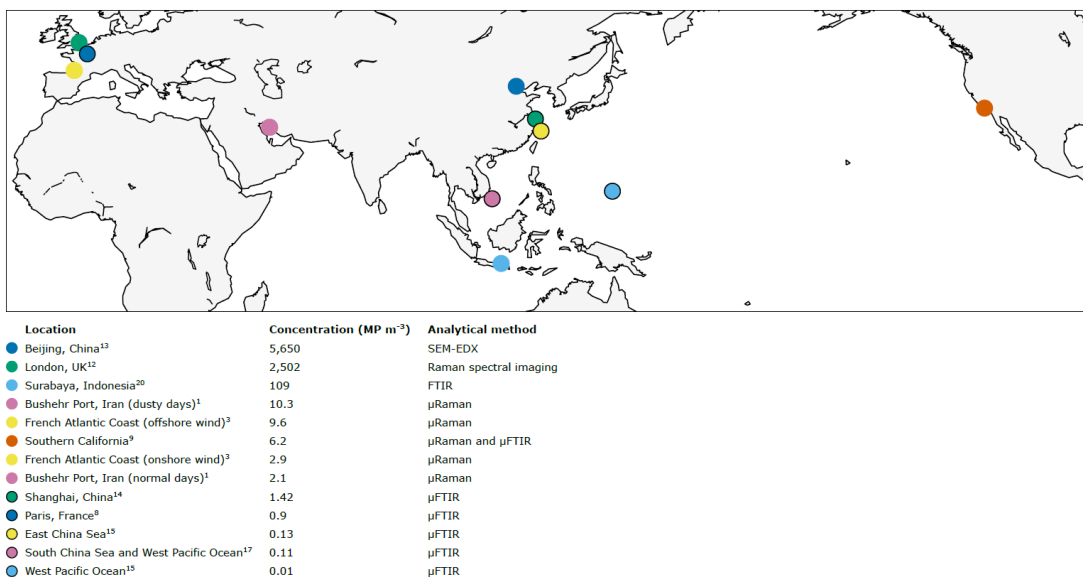 Location Concentration (MP m⁻³) Analytical method
Beijing, China¹³ 5,650 SEM-EDX
London, UK¹² 2,502 Raman spectral imaging
Surabaya, Indonesia²⁰ 109 FTIR
Bushehr Port, Iran (dusty days)¹ 10.3 µRaman
French Atlantic Coast (offshore wind)³ 9.6 µRaman
Southern California⁹ 6.2 µRaman and µFTIR
French Atlantic Coast (onshore wind)³ 2.9 µRaman
Bushehr Port, Iran (normal days)¹ 2.1 µRaman
Shanghai, China¹⁴ 1.42 µFTIR
Paris, France⁸ 0.9 µFTIR
East China Sea¹⁵ 0.13 µFTIR
South China Sea and West Pacific Ocean¹⁷ 0.11 µFTIR
West Pacific Ocean¹⁵ 0.01 µFTIR